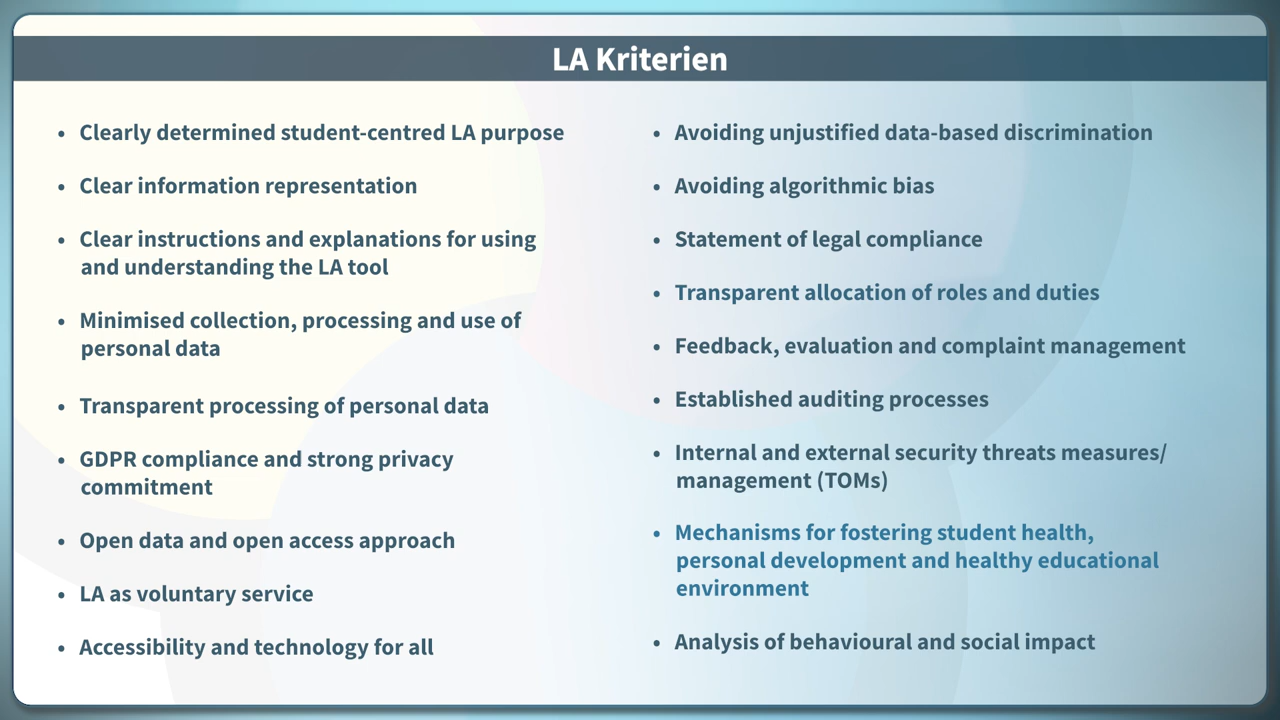 LA Kriterien
• Clearly determined student-centred LA purpose
• Clear information representation
• Clear instructions and explanations for using
and understanding the LA tool
• Minimised collection, processing and use of
personal data
• Transparent processing of personal data
• GDPR compliance and strong privacy
commitment
• Open data and open access approach
• LA as voluntary service
• Accessibility and technology for all
• Avoiding unjustified data-based discrimination
• Avoiding algorithmic bias
• Statement of legal compliance
• Transparent allocation of roles and duties
• Feedback, evaluation and complaint management
• Established auditing processes
• Internal and external security threats measures/
management (TOMs)
• Mechanisms for fostering student health,
personal development and healthy educational
environment
• Analysis of behavioural and social impact